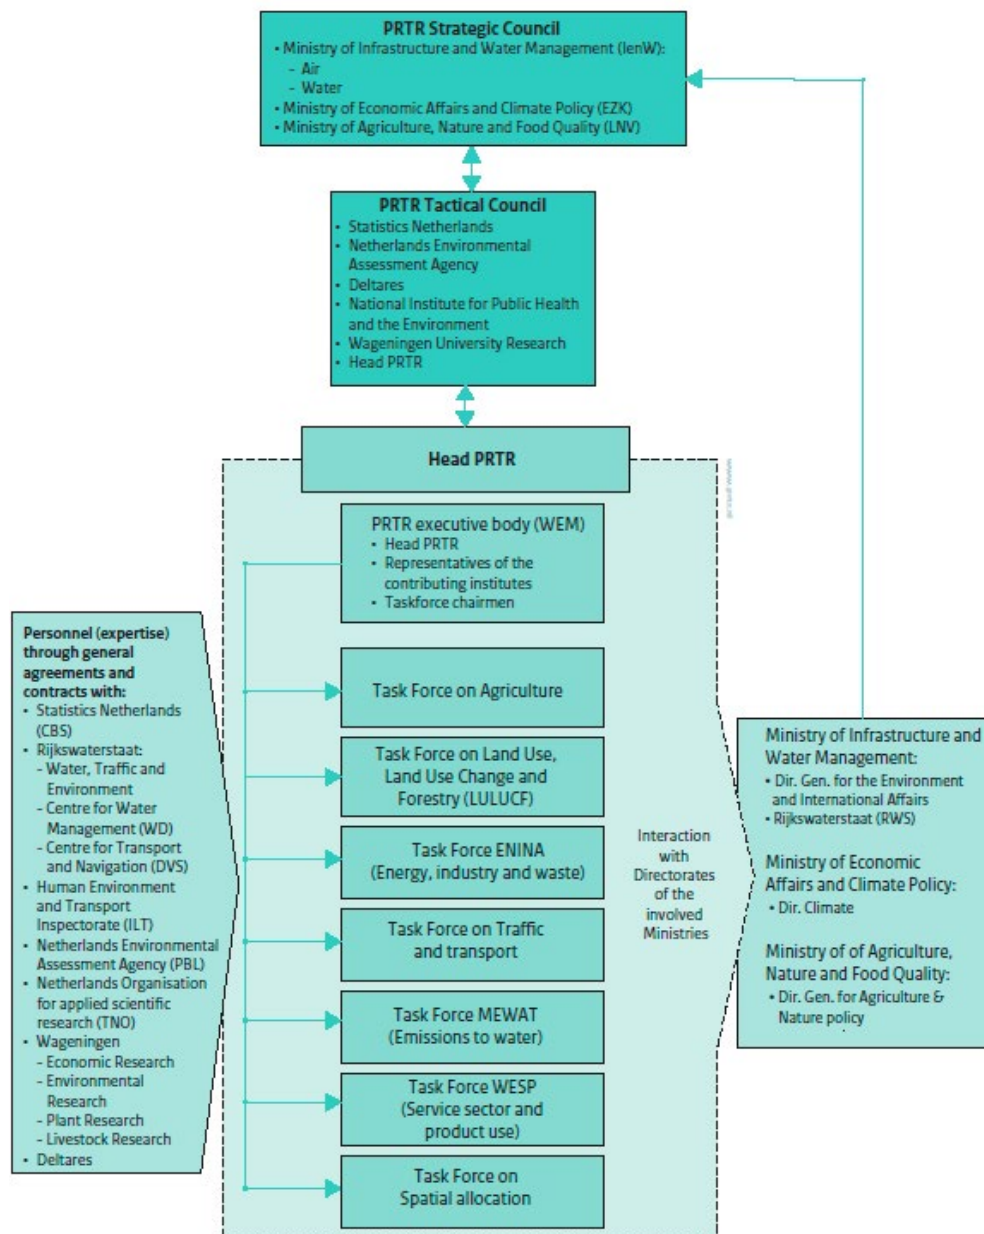 PRTR Strategic Council
• Ministry of Infrastructure and Water Management (IenW):
– Air
– Water
• Ministry of Economic Affairs and Climate Policy (EZK)
• Ministry of Agriculture, Nature and Food Quality (LNV)
PRTR Tactical Council
• Statistics Netherlands
• Netherlands Environmental
Assessment Agency
• Deltares
• National Institute for Public Health
and the Environment
• Wageningen University Research
• Head PRTR
Head PRTR
PRTR executive body (WEM)
• Head PRTR
• Representatives of the
contributing institutes
• Taskforce chairmen
Personnel (expertise)
through general
agreements and
contracts with:
• Statistics Netherlands
(CBS)
• Rijkswaterstaat:
– Water, Traffic and
Environment
– Centre for Water
Management (WD)
– Centre for Transport
and Navigation (DVS)
• Human Environment
and Transport
Inspectorate (ILT)
• Netherlands Environmental
Assessment Agency (PBL)
• Netherlands Organisation
for applied scientific
research (TNO)
• Wageningen
– Economic Research
– Environmental
Research
– Plant Research
– Livestock Research
• Deltares
Task Force on Agriculture
Task Force on Land Use,
Land Use Change and
Forestry (LULUCF)
Task Force ENINA
(Energy, industry and waste)
Task Force on Traffic
and transport
Task Force MEWAT
(Emissions to water)
Task Force WESP
(Service sector and
product use)
Task Force on
Spatial allocation
Interaction
with
Directorates
of the
involved
Ministries
Ministry of Infrastructure and
Water Management:
• Dir. Gen. for the Environment
and International Affairs
• Rijkswaterstaat (RWS)
Ministry of Economic
Affairs and Climate Policy:
• Dir. Climate
Ministry of of Agriculture,
Nature and Food Quality:
• Dir. Gen. for Agriculture &
Nature policy